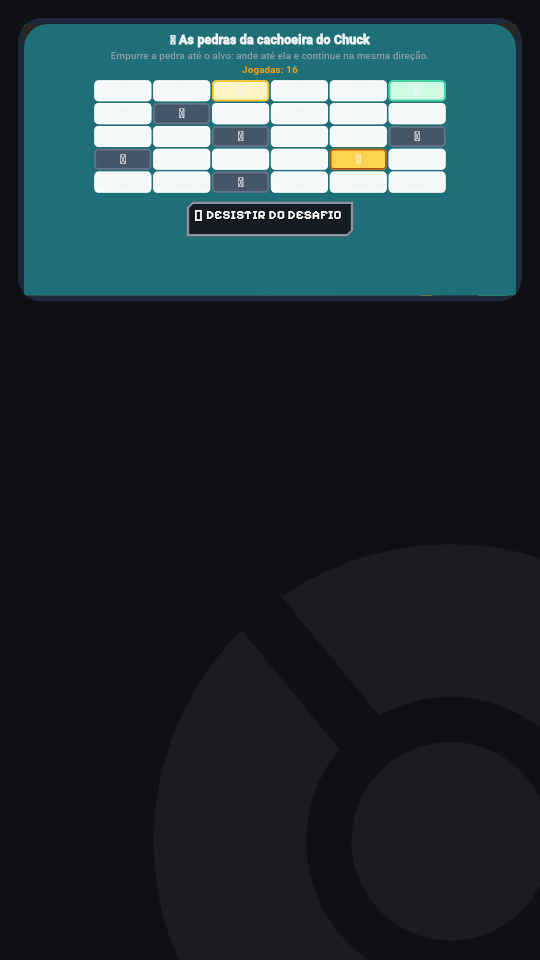 As pedras da cachoeira do Chuck
Empurre a pedra até o alvo: ande até ela e continue na mesma direção.
Jogadas: 16
DESISTIR DO DESAFIO